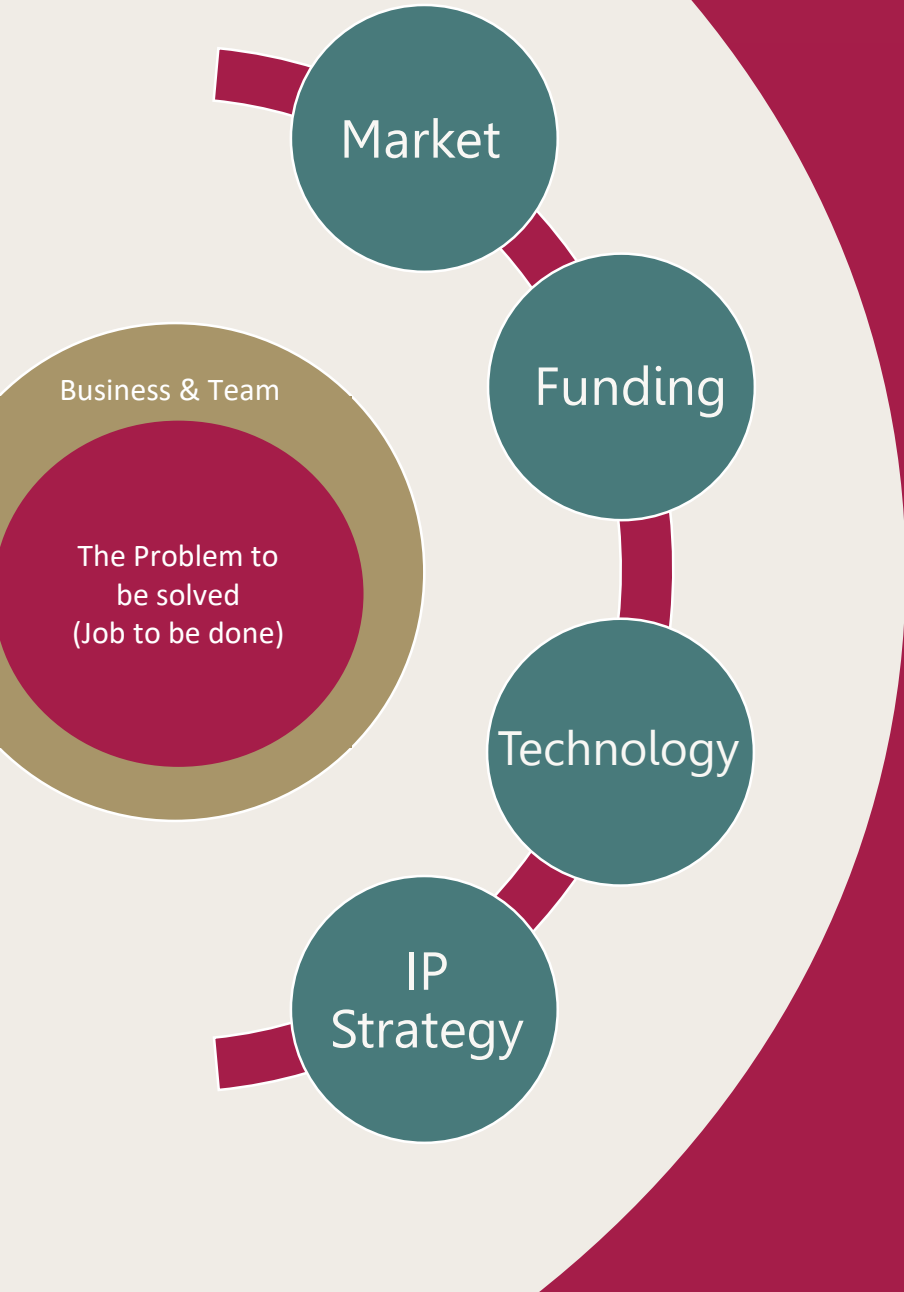 Market
Funding
Business & Team
The Problem to
be solved
(Job to be done)
Technology
IP
Strategy